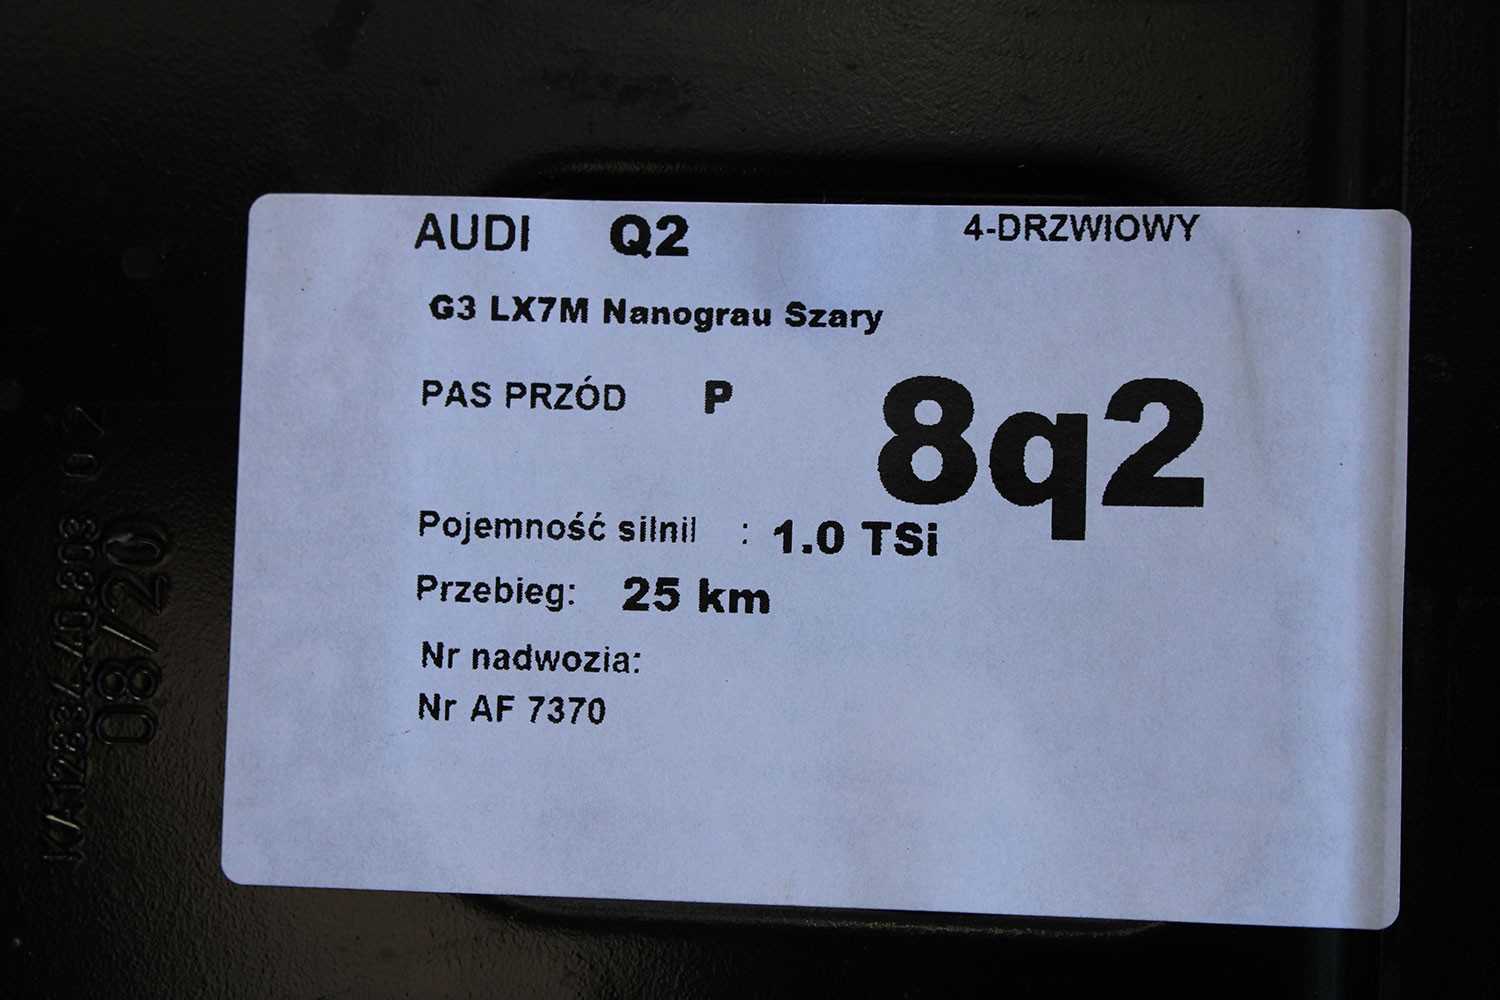 AUDI Q2 4-DRZWIOWY
G3 LX7M Nanograu Szary
PAS PRZÓD P
8q2
Pojemność silnil : 1.0 TSi
Przebieg: 25 km
Nr nadwozia:
Nr AF 7370
08/20
02